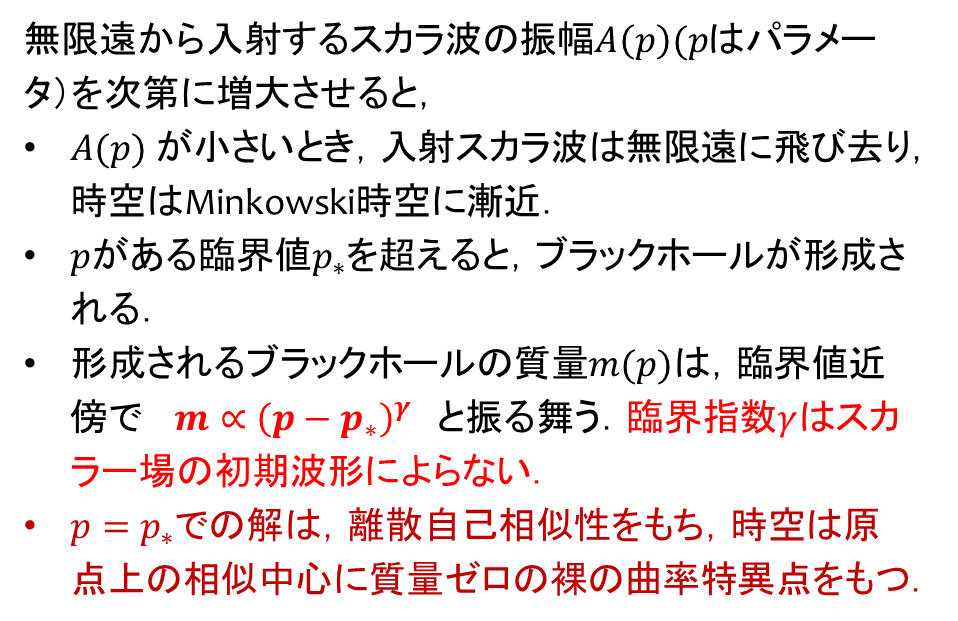 無限遠から入射するスカラ波の振幅A(p)(pはパラメー
タ)を次第に増大させると，
• A(p) が小さいとき，入射スカラ波は無限遠に飛び去り，
時空はMinkowski時空に漸近．
• pがある臨界値p∗を超えると，ブラックホールが形成さ
れる．
• 形成されるブラックホールの質量m(p)は，臨界値近
傍で m ∝ (p − p∗)^γ と振る舞う．臨界指数γはスカ
ラー場の初期波形によらない．
• p = p∗での解は，離散自己相似性をもち，時空は原
点上の相似中心に質量ゼロの裸の曲率特異点をもつ．